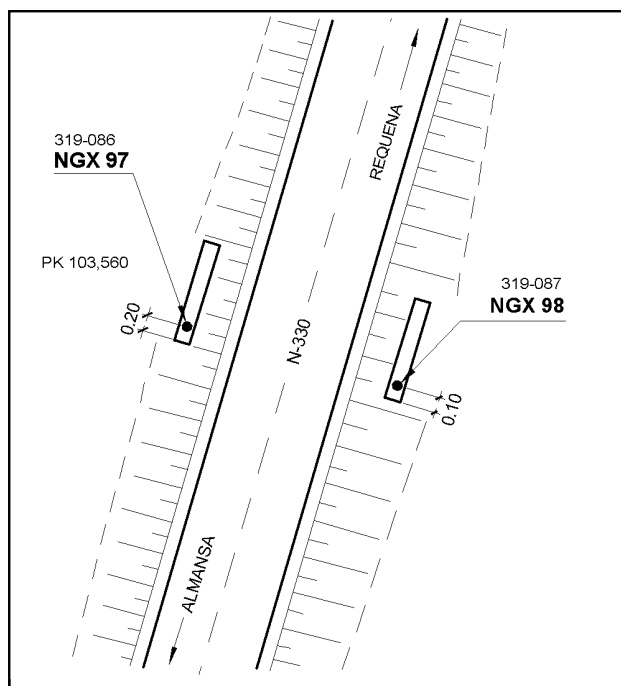 REQUENA
319-086
NGX 97
PK 103,560
319-087
NGX 98
0.20
N-330
0.10
ALMANSA